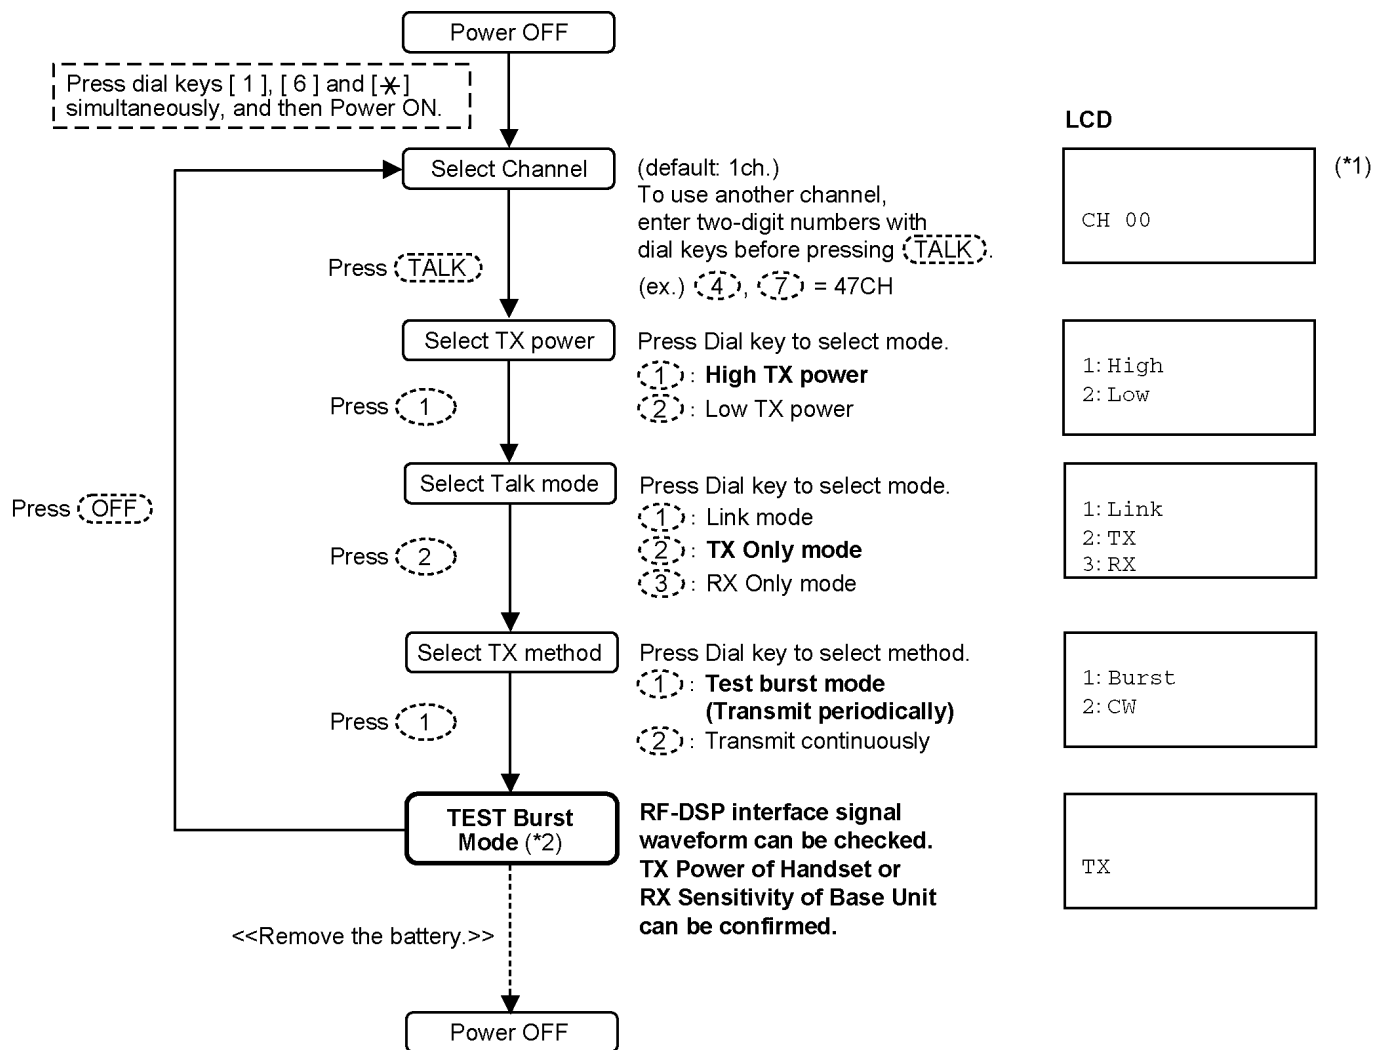 Power OFF
Press dial keys [ 1 ], [ 6 ] and [✳]
simultaneously, and then Power ON.
LCD
Select Channel
(default: 1ch.)
To use another channel,
enter two-digit numbers with
dial keys before pressing TALK.
(ex.) 4, 7 = 47CH
CH 00
(*1)
Press TALK
Select TX power
Press Dial key to select mode.
1 : High TX power
2 : Low TX power
1:High
2:Low
Press 1
Select Talk mode
Press Dial key to select mode.
1 : Link mode
2 : TX Only mode
3 : RX Only mode
1:Link
2:TX
3:RX
Press OFF
Press 2
Select TX method
Press Dial key to select method.
1 : Test burst mode
(Transmit periodically)
2 : Transmit continuously
1:Burst
2:CW
Press 1
TEST Burst
Mode (*2)
RF-DSP interface signal
waveform can be checked.
TX Power of Handset or
RX Sensitivity of Base Unit
can be confirmed.
TX
<<Remove the battery.>>
Power OFF